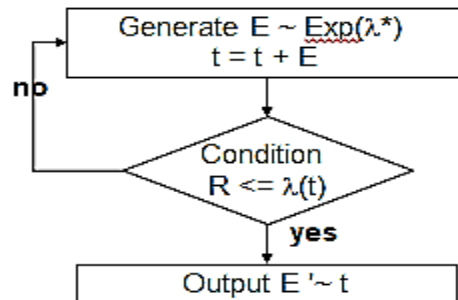 Generate E ~ Exp(λ*)
t = t + E
no
Condition
R <= λ(t)
yes
Output E '~ t